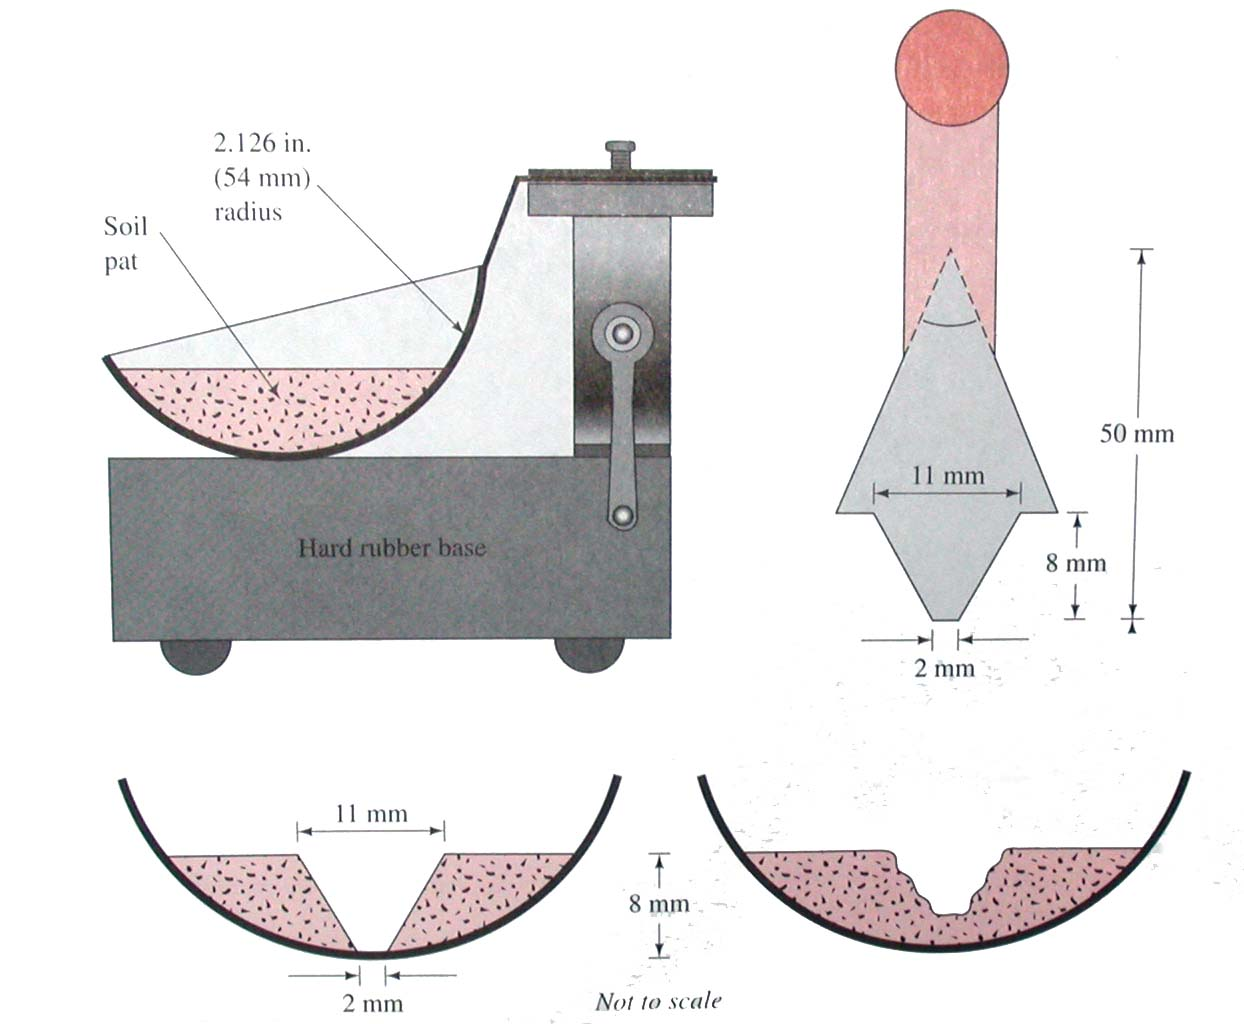 2.126 in.
(54 mm)
radius
Soil
pat
Hard rubber base
11 mm
50 mm
8 mm
2 mm
11 mm
8 mm
2 mm
Not to scale